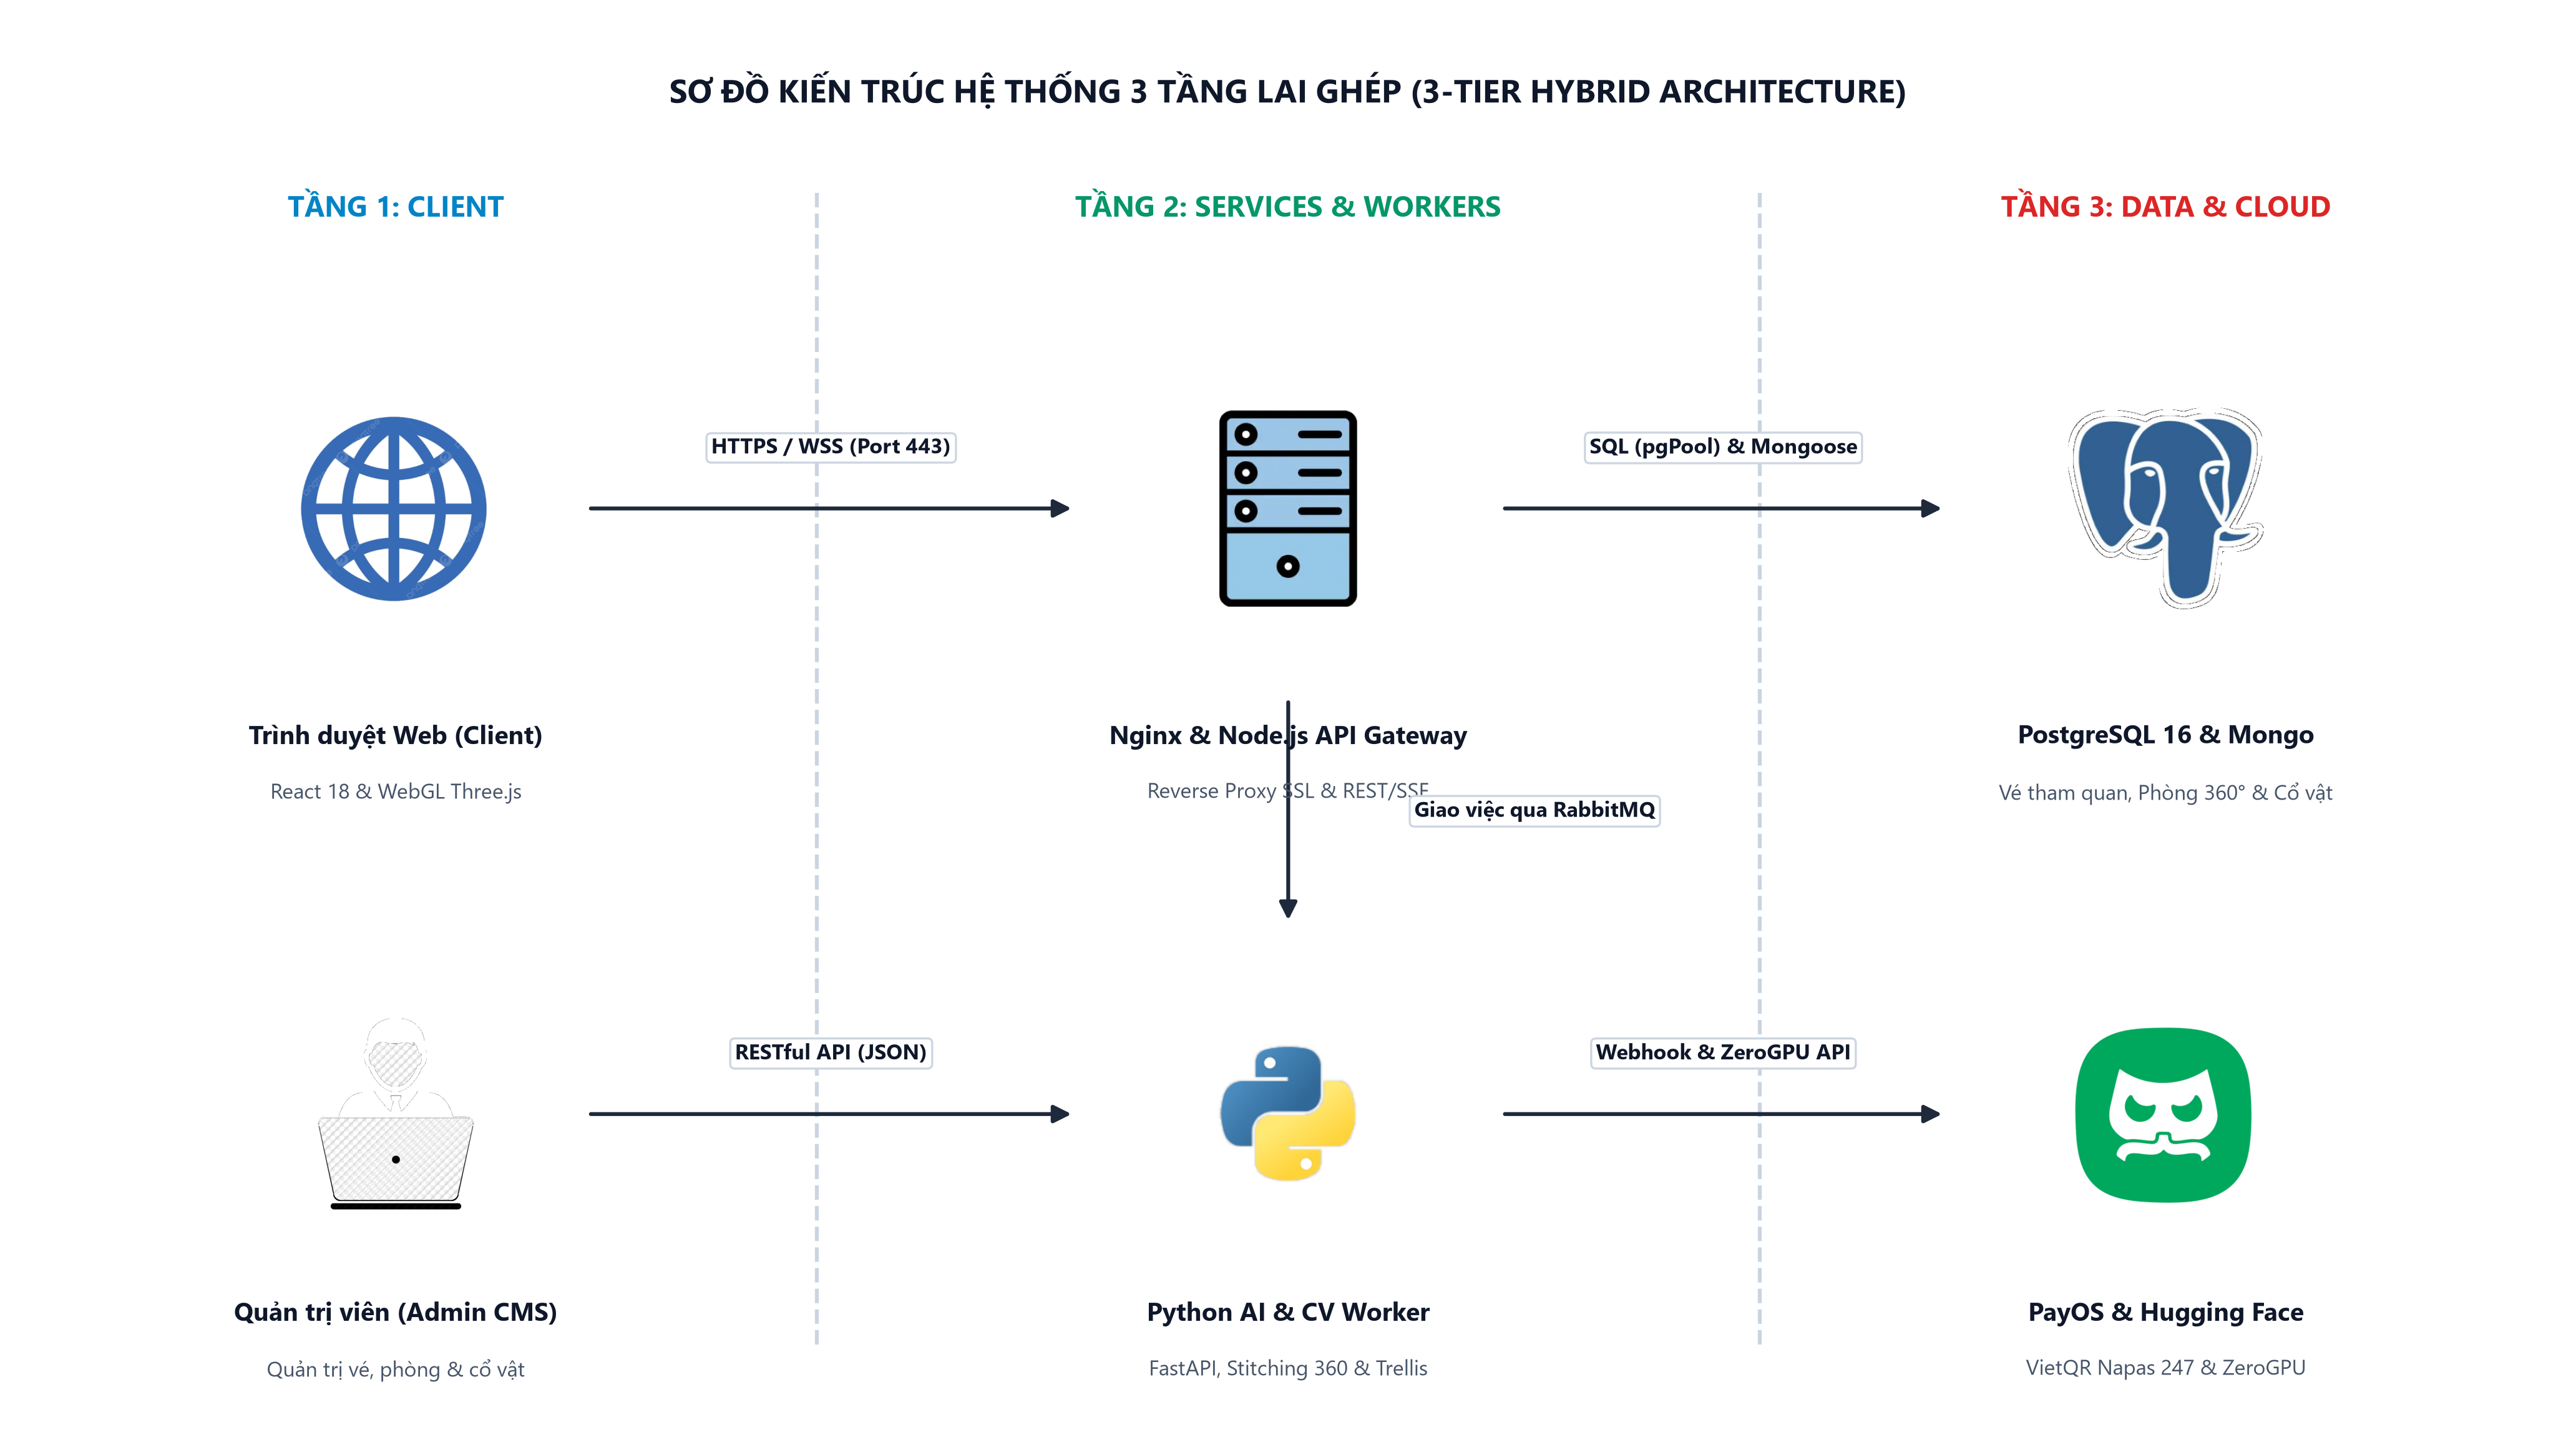 SƠ ĐỒ KIẾN TRÚC HỆ THỐNG 3 TẦNG LAI GHÉP (3-TIER HYBRID ARCHITECTURE)
TẦNG 1: CLIENT
TẦNG 2: SERVICES & WORKERS
TẦNG 3: DATA & CLOUD
HTTPS / WSS (Port 443)
SQL (pgPool) & Mongoose
Trình duyệt Web (Client)
React 18 & WebGL Three.js
Nginx & Node.js API Gateway
Reverse Proxy SSL & REST/SSE
PostgreSQL 16 & Mongo
Vé tham quan, Phòng 360° & Cổ vật
Giao việc qua RabbitMQ
RESTful API (JSON)
Webhook & ZeroGPU API
Quản trị viên (Admin CMS)
Quản trị vé, phòng & cổ vật
Python AI & CV Worker
FastAPI, Stitching 360 & Trellis
PayOS & Hugging Face
VietQR Napas 247 & ZeroGPU